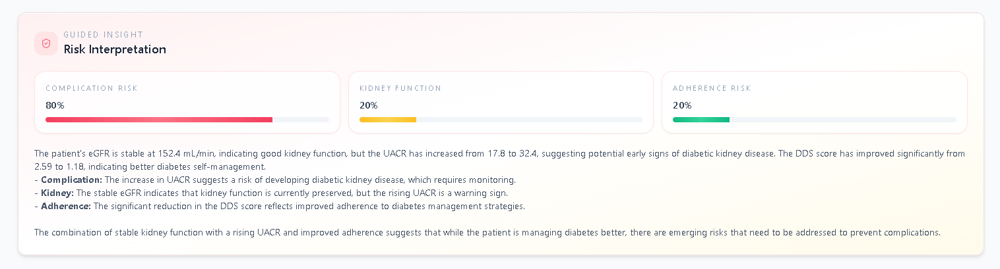 GUIDED INSIGHT
Risk Interpretation
COMPLICATION RISK
80%
KIDNEY FUNCTION
20%
ADHERENCE RISK
20%
The patient's eGFR is stable at 152.4 mL/min, indicating good kidney function, but the UACR has increased from 17.8 to 32.4, suggesting potential early signs of diabetic kidney disease. The DDS score has improved significantly from
2.59 to 1.18, indicating better diabetes self-management.
- Complication: The increase in UACR suggests a risk of developing diabetic kidney disease, which requires monitoring.
- Kidney: The stable eGFR indicates that kidney function is currently preserved, but the rising UACR is a warning sign.
- Adherence: The significant reduction in the DDS score reflects improved adherence to diabetes management strategies.
The combination of stable kidney function with a rising UACR and improved adherence suggests that while the patient is managing diabetes better, there are emerging risks that need to be addressed to prevent complications.